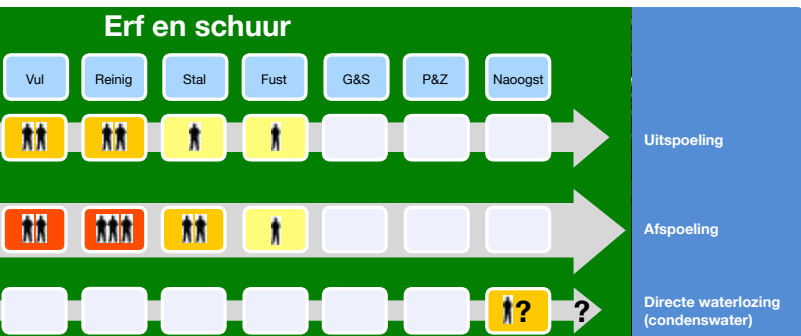 Erf en schuur
Vul Reinig Stal Fust G&S P&Z Naoogst
Uitspoeling
Afspoeling
? ? Directe waterlozing
(condenswater)